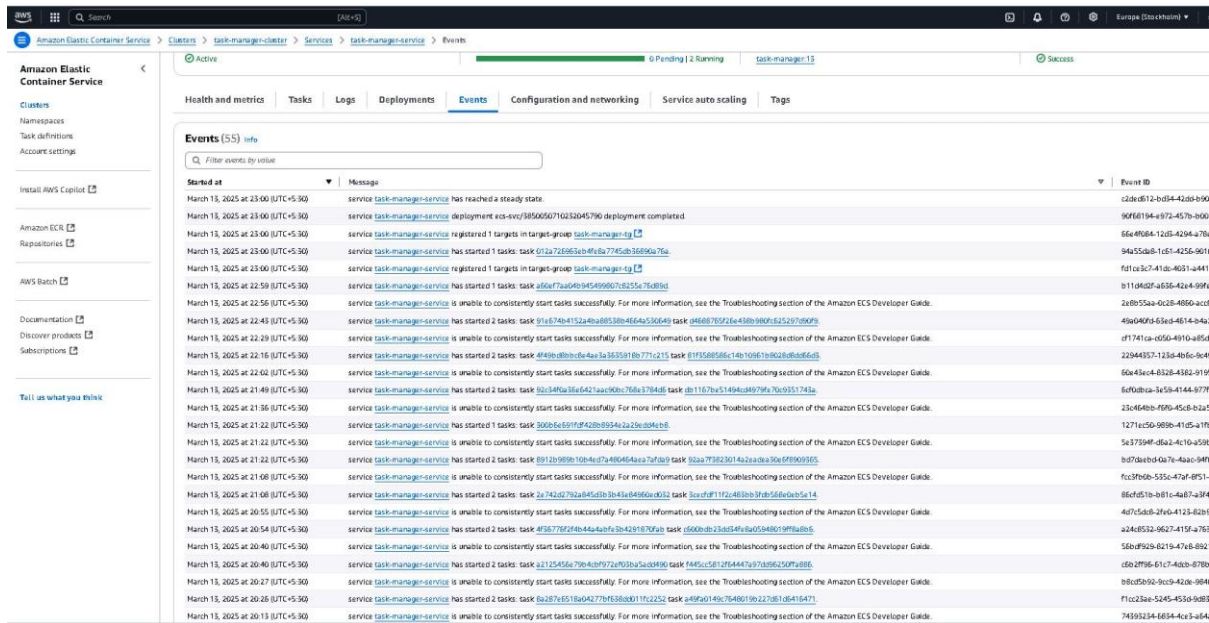 aws
Search
[Alt+S]
Europe (Stockholm)
Amazon Elastic Container Service > Clusters > task-manager-cluster > Services > task-manager-service > Events
Amazon Elastic Container Service
Clusters
Namespaces
Task definitions
Account settings
Install AWS Copilot
Amazon ECR
Repositories
AWS Batch
Documentation
Discover products
Subscriptions
Tell us what you think
Active
0 Pending | 2 Running
task-manager:13
Success
Health and metrics
Tasks
Logs
Deployments
Events
Configuration and networking
Service auto scaling
Tags
Events (55) Info
Filter events by value
Started at Message Event ID
March 13, 2025 at 23:00 (UTC+5:30) service task-manager-service has reached a steady state.
March 13, 2025 at 23:00 (UTC+5:30) service task-manager-service deployment deployment completed.
March 13, 2025 at 23:00 (UTC+5:30) service task-manager-service registered 1 targets in target-group task-manager-tg
March 13, 2025 at 23:00 (UTC+5:30) service task-manager-service has started 1 tasks: task
March 13, 2025 at 23:00 (UTC+5:30) service task-manager-service registered 1 targets in target-group task-manager-tg
March 13, 2025 at 22:59 (UTC+5:30) service task-manager-service has started 1 tasks: task
March 13, 2025 at 22:56 (UTC+5:30) service task-manager-service is unable to consistently start tasks successfully. For more information, see the Troubleshooting section of the Amazon ECS Developer Guide.
March 13, 2025 at 22:43 (UTC+5:30) service task-manager-service has started 2 tasks: task task
March 13, 2025 at 22:29 (UTC+5:30) service task-manager-service is unable to consistently start tasks successfully. For more information, see the Troubleshooting section of the Amazon ECS Developer Guide.
March 13, 2025 at 22:16 (UTC+5:30) service task-manager-service has started 2 tasks: task task
March 13, 2025 at 22:02 (UTC+5:30) service task-manager-service is unable to consistently start tasks successfully. For more information, see the Troubleshooting section of the Amazon ECS Developer Guide.
March 13, 2025 at 21:49 (UTC+5:30) service task-manager-service has started 2 tasks: task task
March 13, 2025 at 21:36 (UTC+5:30) service task-manager-service is unable to consistently start tasks successfully. For more information, see the Troubleshooting section of the Amazon ECS Developer Guide.
March 13, 2025 at 21:22 (UTC+5:30) service task-manager-service has started 1 tasks: task
March 13, 2025 at 21:22 (UTC+5:30) service task-manager-service is unable to consistently start tasks successfully. For more information, see the Troubleshooting section of the Amazon ECS Developer Guide.
March 13, 2025 at 21:22 (UTC+5:30) service task-manager-service has started 2 tasks: task task
March 13, 2025 at 21:08 (UTC+5:30) service task-manager-service is unable to consistently start tasks successfully. For more information, see the Troubleshooting section of the Amazon ECS Developer Guide.
March 13, 2025 at 21:08 (UTC+5:30) service task-manager-service has started 2 tasks: task task
March 13, 2025 at 20:55 (UTC+5:30) service task-manager-service is unable to consistently start tasks successfully. For more information, see the Troubleshooting section of the Amazon ECS Developer Guide.
March 13, 2025 at 20:54 (UTC+5:30) service task-manager-service has started 2 tasks: task task
March 13, 2025 at 20:40 (UTC+5:30) service task-manager-service is unable to consistently start tasks successfully. For more information, see the Troubleshooting section of the Amazon ECS Developer Guide.
March 13, 2025 at 20:40 (UTC+5:30) service task-manager-service has started 2 tasks: task task
March 13, 2025 at 20:27 (UTC+5:30) service task-manager-service is unable to consistently start tasks successfully. For more information, see the Troubleshooting section of the Amazon ECS Developer Guide.
March 13, 2025 at 20:26 (UTC+5:30) service task-manager-service has started 2 tasks: task task
March 13, 2025 at 20:13 (UTC+5:30) service task-manager-service is unable to consistently start tasks successfully. For more information, see the Troubleshooting section of the Amazon ECS Developer Guide.